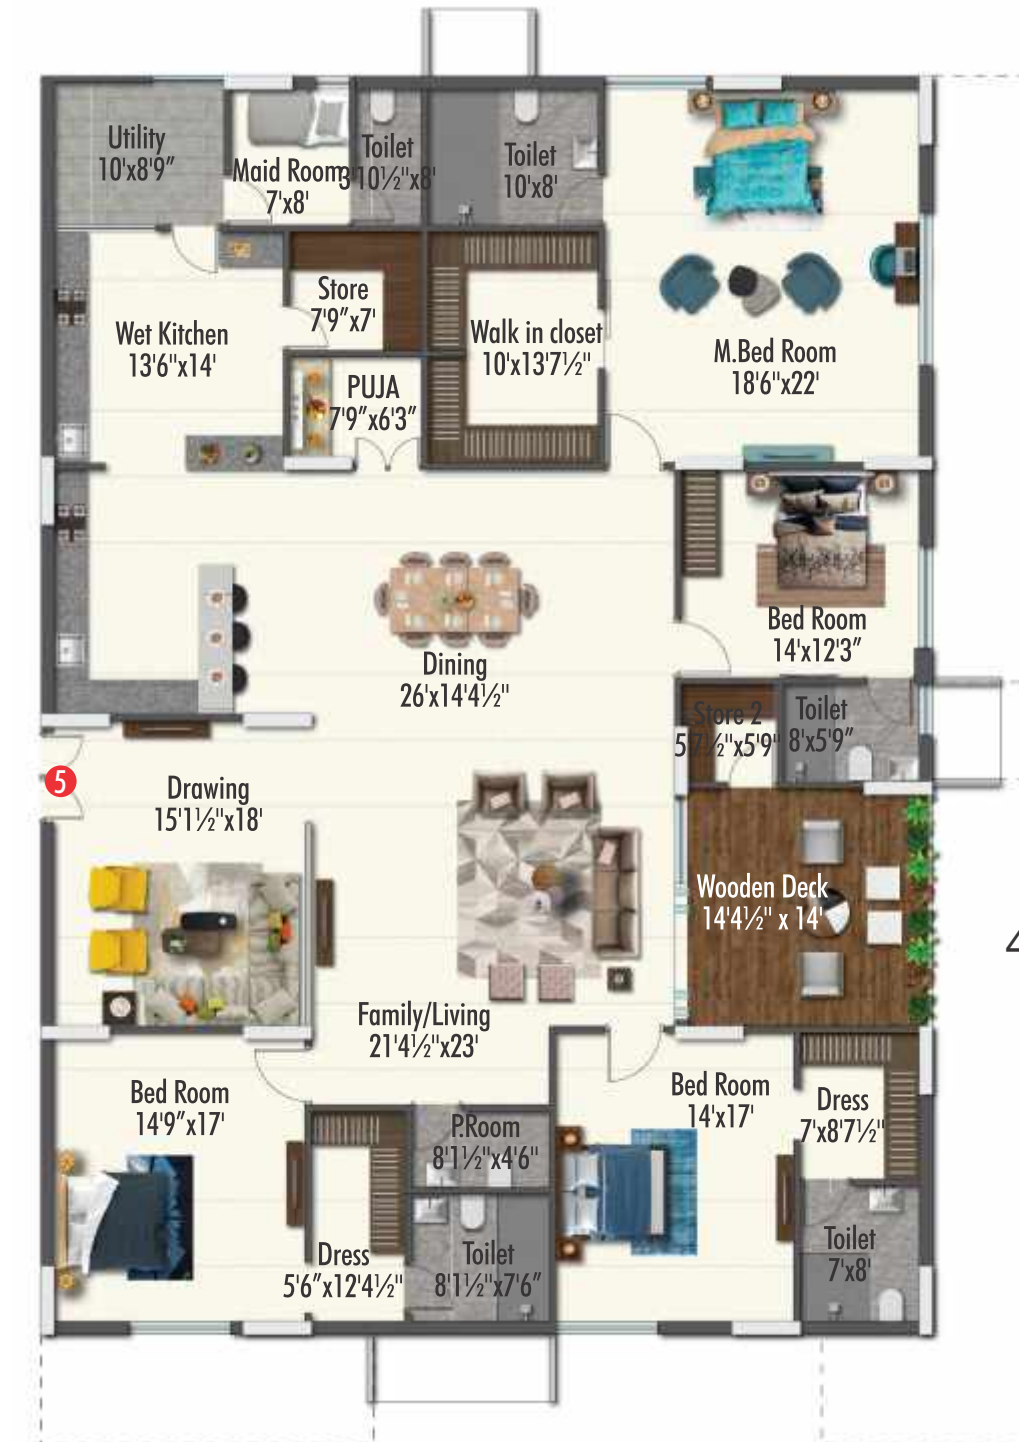 Utility
10'x8'9"
Maid Room
7'x8'
Toilet
3'10½"x8'
Toilet
10'x8'
Store
7'9"x7'
Wet Kitchen
13'6"x14'
Walk in closet
10'x13'7½"
M.Bed Room
18'6"x22'
PUJA
7'9"x6'3"
Bed Room
14'x12'3"
Dining
26'x14'4½"
Store 2
5'7½"x5'9"
Toilet
8'x5'9"
5
Drawing
15'1½"x18'
Wooden Deck
14'4½" x 14'
4
Family/Living
21'4½"x23'
Bed Room
14'9"x17'
Bed Room
14'x17'
Dress
7'x8'7½"
P.Room
8'1½"x4'6"
Dress
5'6"x12'4½"
Toilet
8'1½"x7'6"
Toilet
7'x8'